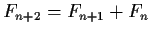 F_{n+2} = F_{n+1} + F_n